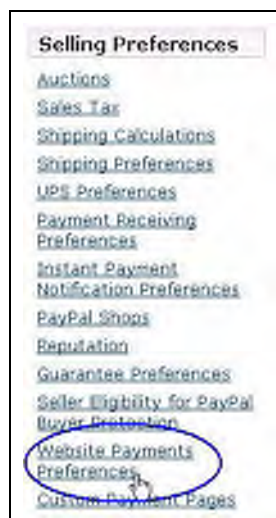 Selling Preferences
Auctions
Sales Tax
Shipping Calculations
Shipping Preferences
UPS Preferences
Payment Receiving
Preferences
Instant Payment
Notification Preferences
PayPal Shops
Reputation
Guarantee Preferences
Seller Eligibility for PayPal
Buyer Protection
Website Payments
Preferences
Custom Payment Pages